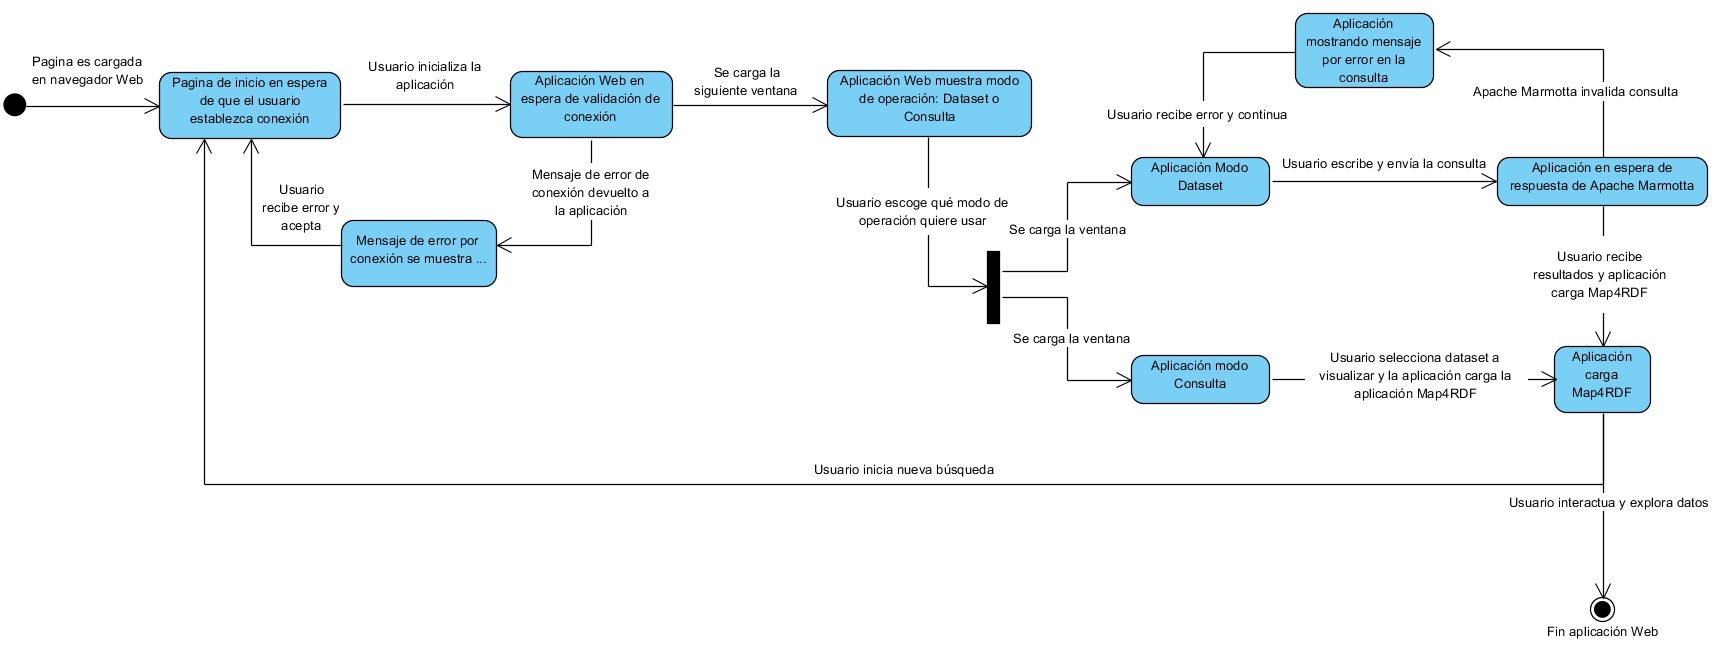 Pagina es cargada
en navegador Web
Pagina de inicio en espera
de que el usuario
establezca conexión
Usuario inicializa la
aplicación
Aplicación Web en
espera de validación de
conexión
Se carga la
siguiente ventana
Aplicación Web muestra modo
de operación: Dataset o
Consulta
Aplicación
mostrando mensaje
por error en la
consulta
Apache Marmotta invalida consulta
Usuario recibe error y continua
Mensaje de error de
conexión devuelto a
la aplicación
Usuario
recibe error y
acepta
Mensaje de error por
conexión se muestra ...
Usuario escoge qué modo de
operación quiere usar
Se carga la ventana
Aplicación Modo
Dataset
Usuario escribe y envía la consulta
Aplicación en espera de
respuesta de Apache Marmotta
Usuario recibe
resultados y aplicación
carga Map4RDF
Se carga la ventana
Aplicación modo
Consulta
Usuario selecciona dataset a
visualizar y la aplicación carga la
aplicación Map4RDF
Aplicación
carga
Map4RDF
Usuario inicia nueva búsqueda
Usuario interactua y explora datos
Fin aplicación Web